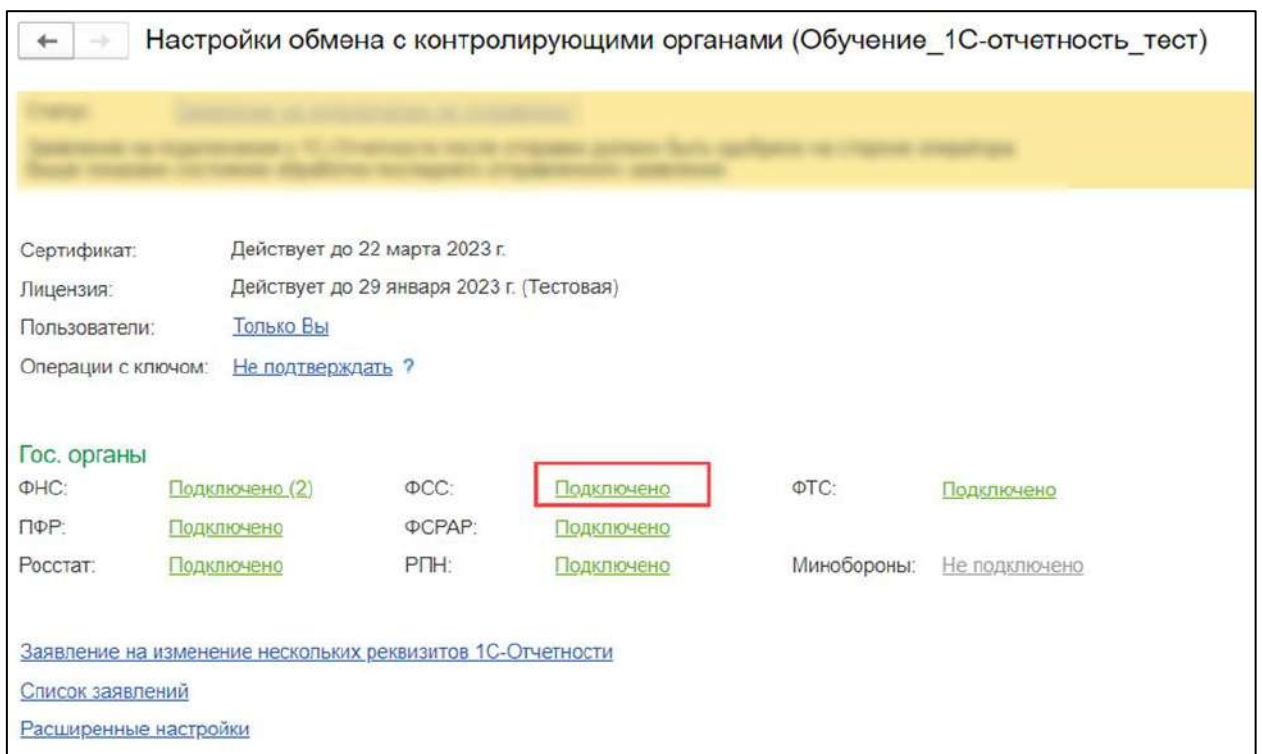 ← → Настройки обмена с контролирующими органами (Обучение_1С-отчетность_тест)
Сертификат: Действует до 22 марта 2023 г.
Лицензия: Действует до 29 января 2023 г. (Тестовая)
Пользователи: Только Вы
Операции с ключом: Не подтверждать ?
Гос. органы
ФНС: Подключено (2) ФСС: Подключено ФТС: Подключено
ПФР: Подключено ФСРАР: Подключено
Росстат: Подключено РПН: Подключено Минобороны: Не подключено
Заявление на изменение нескольких реквизитов 1С-Отчетности
Список заявлений
Расширенные настройки